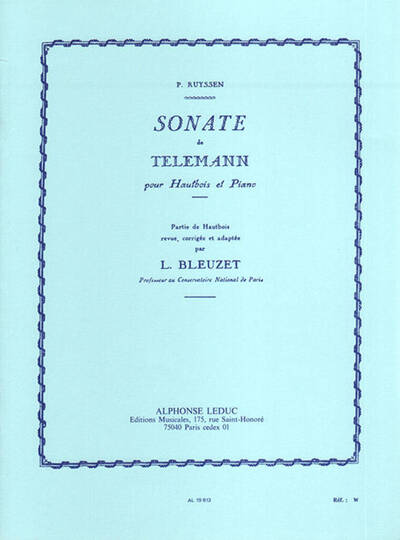 P. RUYSSEN
SONATE
de
TELEMANN
pour Hautbois et Piano
Partie de Hautbois
revue, corrigée et adaptée
par
L. BLEUZET
Professeur au Conservatoire National de Paris
ALPHONSE LEDUC
Editions Musicales, 175, rue Saint-Honoré
75040 Paris cedex 01
AL 19 813
Réf. : W